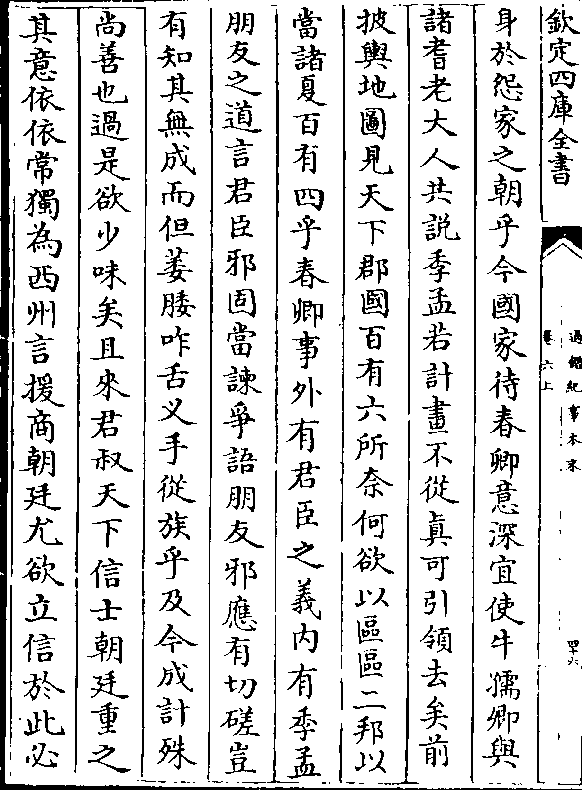 欽定四庫全書
通鑑紀事本末
卷六上
四十六
身於怨家之朝乎今國家待春卿意深宜使牛孺卿與
諸耆老大人共説季孟若計畫不從真可引領去矣前
披輿地圖見天下郡國百有六所柰何欲以區區二邦以
當諸夏百有四乎春卿事外有君臣之義内有季孟
朋友之道言君臣邪固當諫爭語朋友邪應有切磋豈
有知其無成而但萎腇咋舌义手從族乎及今成計殊
尚善也過是欲少味矣且來君叔天下信士朝廷重之
其意依依常獨為西州言援商朝廷尤欲立信於此必